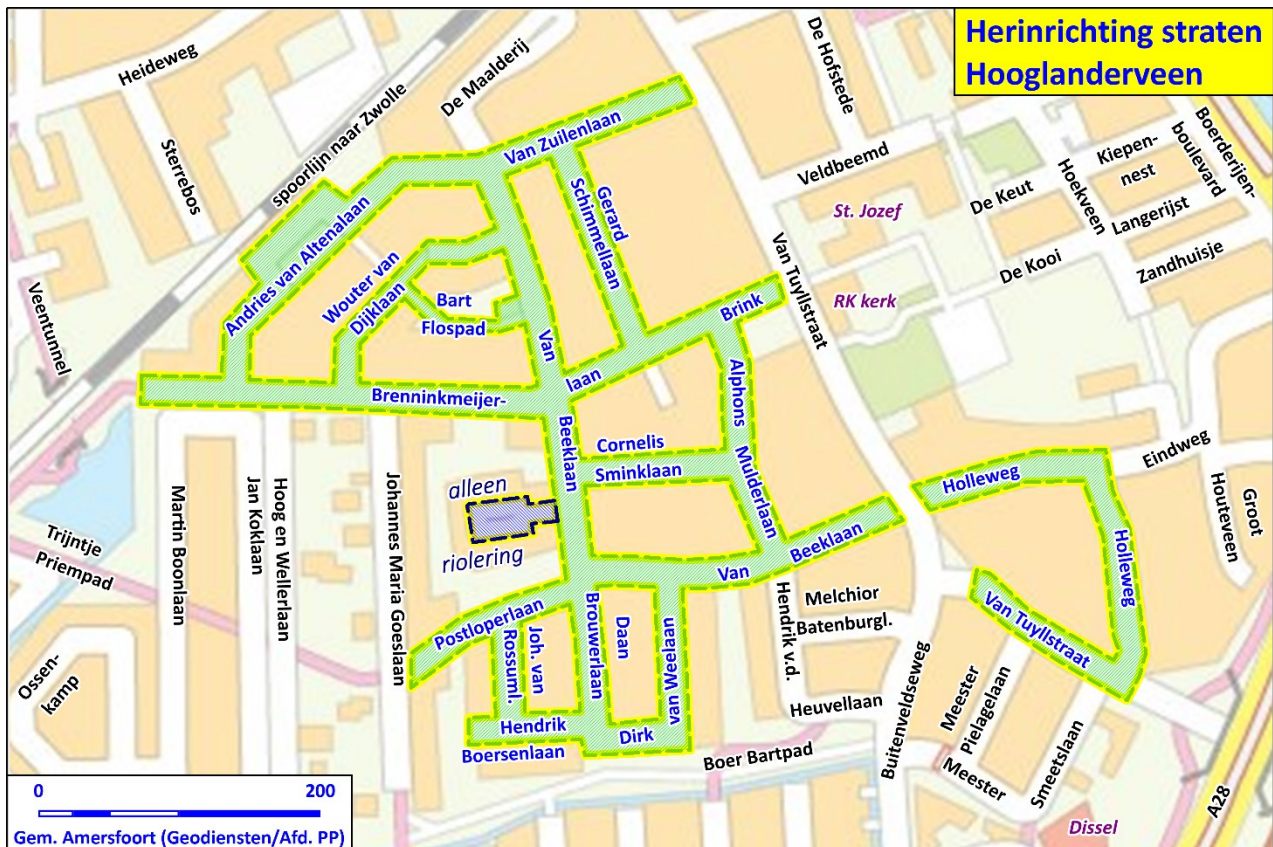 Herinrichting straten
Hooglanderveen
Heideweg
Sterrebos
spoorlijn naar Zwolle
De Maalderij
De Hofstede
Veldbeemd
St. Jozef
RK kerk
De Keut
De Kooi
Hoekveen
Kiepen-
nest
Langerijst
Zandhuisje
Boerderijen-
boulevard
Van Zuilenlaan
Gerard
Schimmellaan
Andries van Altenalaan
Wouter van
Dijklaan
Bart
Flospad
Van
Beeklaan
Brenninkmeijer-
laan
Brink
Van Tuyllstraat
Veentunnel
Alphons
Mulderlaan
Cornelis
Sminklaan
alleen
riolering
Martin Boonlaan
Jan Koklaan
Hoog en Wellerlaan
Johannes Maria Goeslaan
Trijntje
Priempad
Ossen-
kamp
Postloperlaan
Joh. van
Rossuml.
Brouwerlaan
Daan
van Weelaan
Dirk
Hendrik
Boersenlaan
Van
Beeklaan
Hendrik v.d.
Heuvellaan
Melchior
Batenburgl.
Boer Bartpad
Buitenveldseweg
Holleweg
Holleweg
Eindweg
Groot
Houteveen
Van Tuyllstraat
Meester
Pielagelaan
Meester
Smeetslaan
Dissel
A28
0 200
Gem. Amersfoort (Geodiensten/Afd. PP)